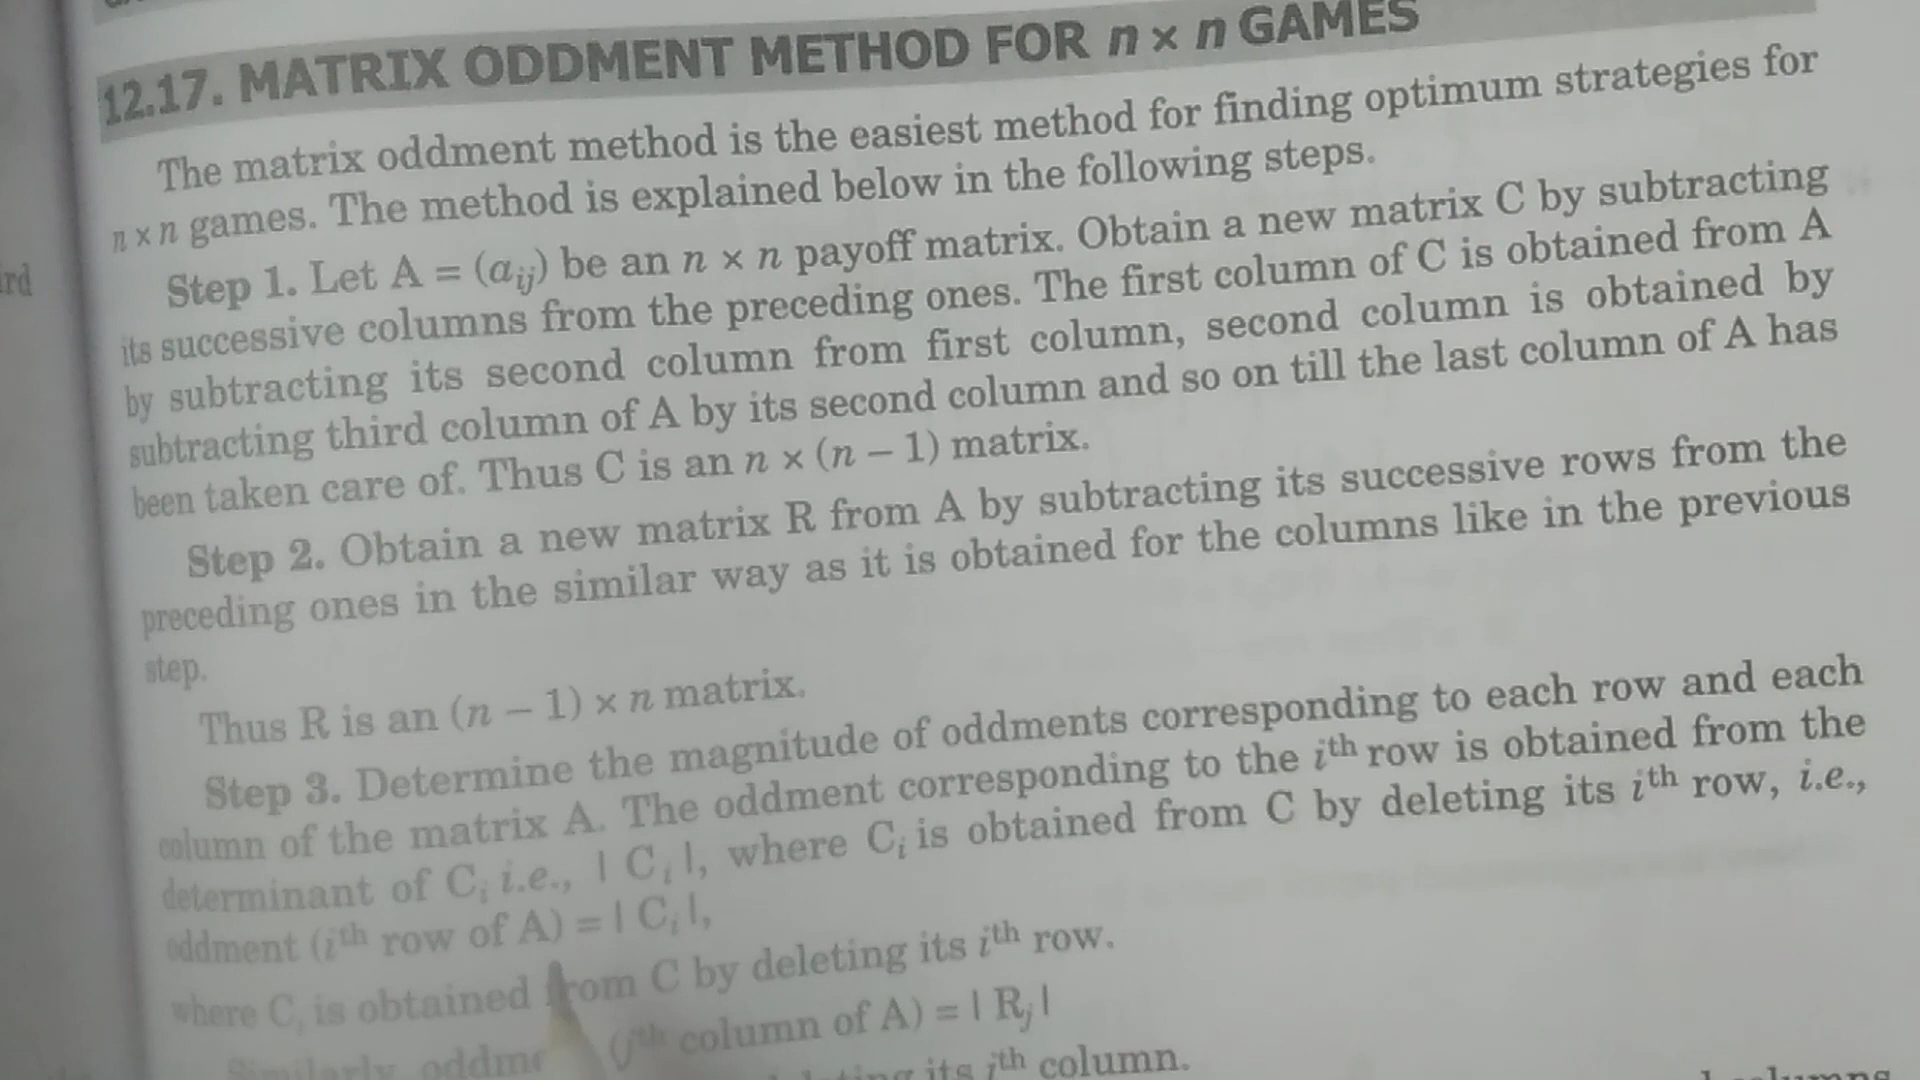 12.17. MATRIX ODDMENT METHOD FOR n × n GAMES
The matrix oddment method is the easiest method for finding optimum strategies for
n × n games. The method is explained below in the following steps.
Step 1. Let A = (aij) be an n × n payoff matrix. Obtain a new matrix C by subtracting
its successive columns from the preceding ones. The first column of C is obtained from A
by subtracting its second column from first column, second column is obtained by
subtracting third column of A by its second column and so on till the last column of A has
been taken care of. Thus C is an n × (n – 1) matrix.
Step 2. Obtain a new matrix R from A by subtracting its successive rows from the
preceding ones in the similar way as it is obtained for the columns like in the previous
step.
Thus R is an (n – 1) × n matrix.
Step 3. Determine the magnitude of oddments corresponding to each row and each
column of the matrix A. The oddment corresponding to the ith row is obtained from the
determinant of Ci i.e., | Ci |, where Ci is obtained from C by deleting its ith row, i.e.,
oddment (ith row of A) = | Ci |,
where Ci is obtained from C by deleting its ith row.
Similarly (jth column of A) = | Rj |
its jth column.